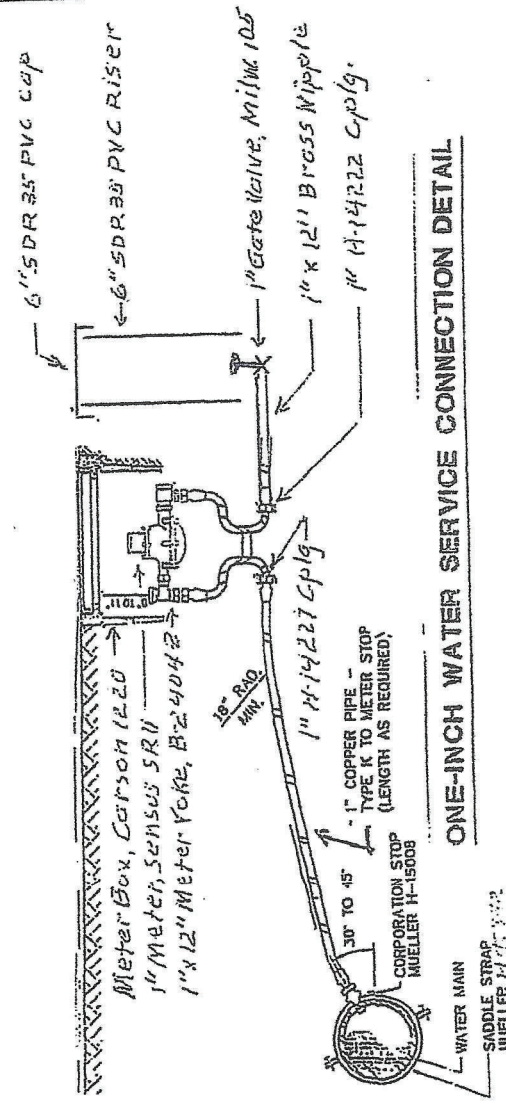 6" SDR 35 PVC Cap
6" SDR 35 PVC Riser
1" Gate Valve, Milw. 105
1" x 12" Brass Nipple
1" H-14222 Cplg.
Meter Box, Carson 1220
1" Meter, Sensus SRII
1" x 12" Meter Yoke, B-2404-2
18" RAD.
MIN.
1" H-14227 Cplg
1" COPPER PIPE –
TYPE K TO METER STOP
(LENGTH AS REQUIRED)
30° TO 45°
CORPORATION STOP
MUELLER H-15008
WATER MAIN
SADDLE STRAP
MUELLER
ONE-INCH WATER SERVICE CONNECTION DETAIL